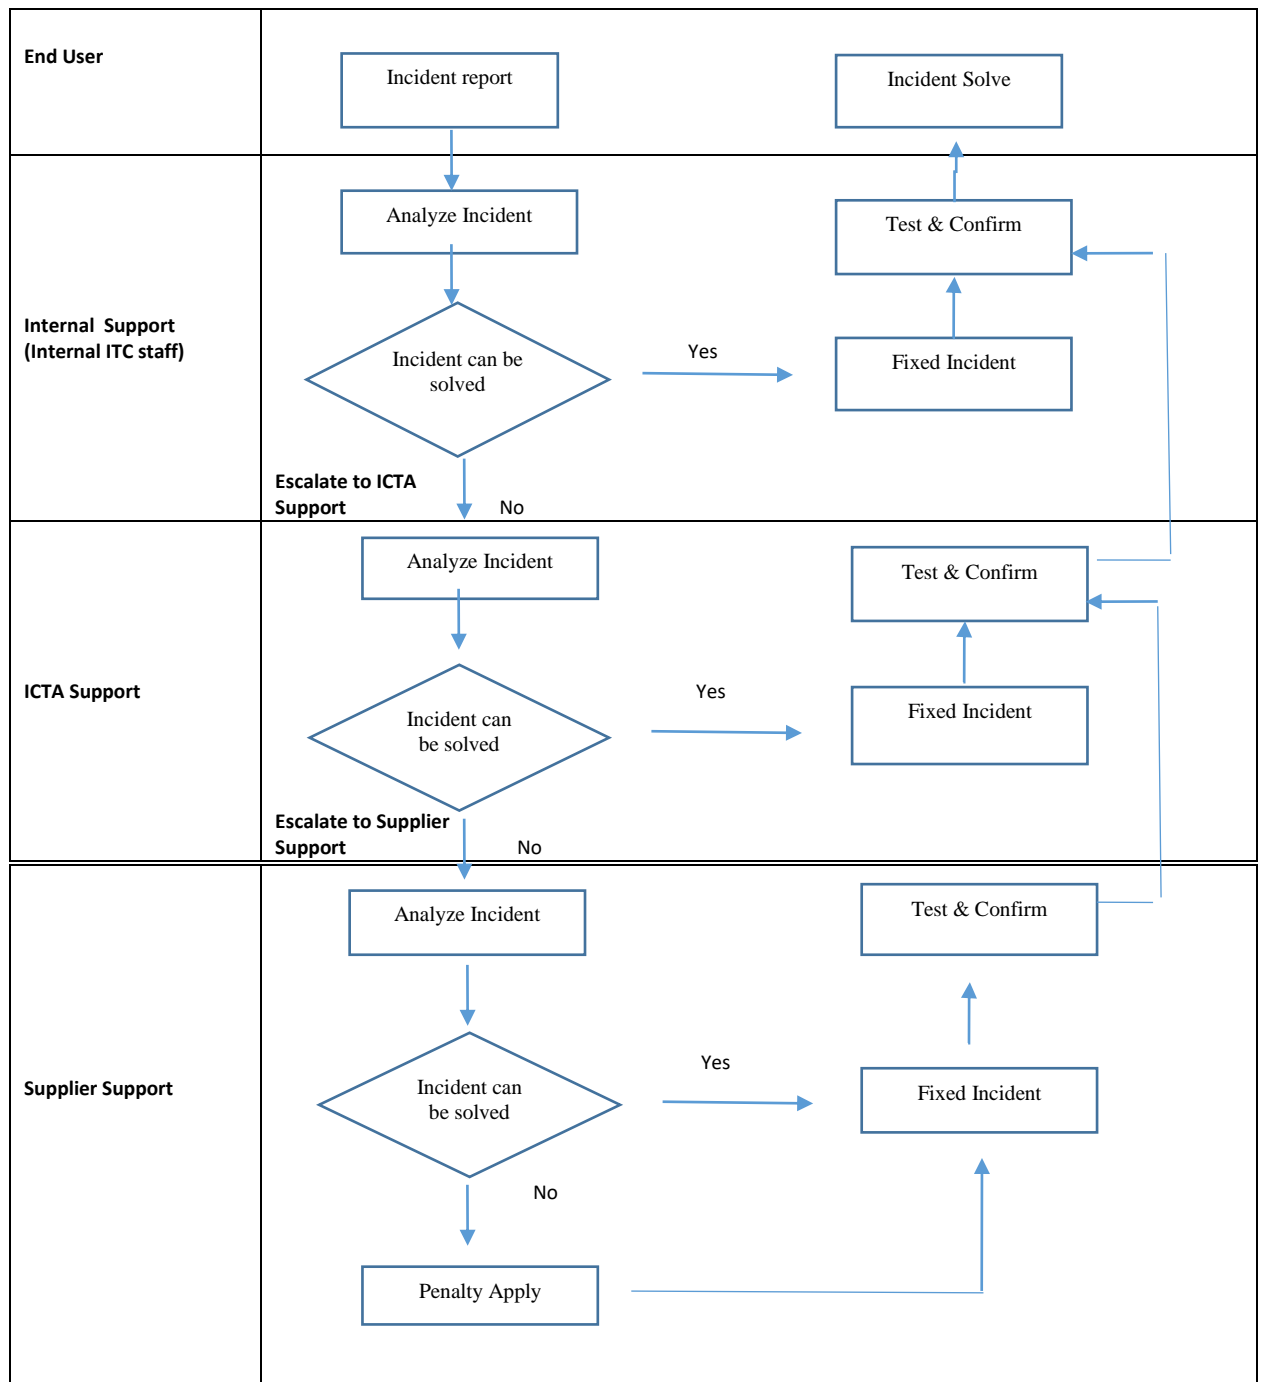 End User
Incident report
Incident Solve
Analyze Incident
Test & Confirm
Internal  Support
(Internal ITC staff)
Incident can be
solved
Yes
Fixed Incident
Escalate to ICTA
Support
No
Analyze Incident
Test & Confirm
ICTA Support
Incident can
be solved
Yes
Fixed Incident
Escalate to Supplier
Support
No
Analyze Incident
Test & Confirm
Supplier Support
Incident can
be solved
Yes
Fixed Incident
No
Penalty Apply